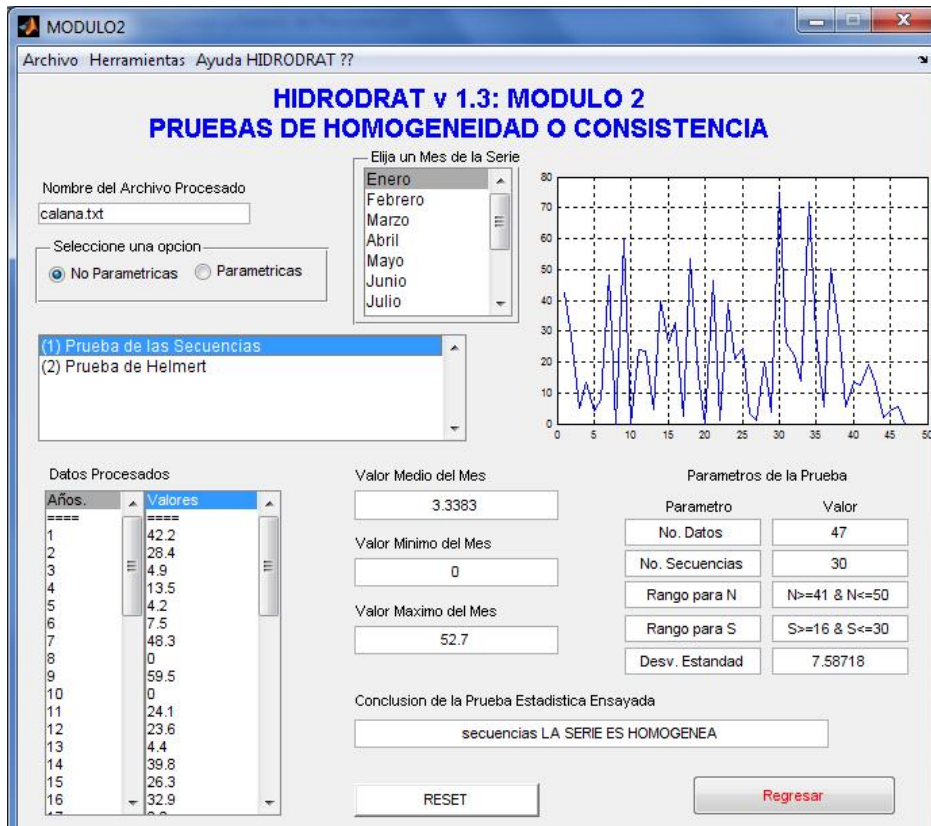 MODULO2
Archivo Herramientas Ayuda HIDRODRAT ??
HIDRODRAT v 1.3: MODULO 2
PRUEBAS DE HOMOGENEIDAD O CONSISTENCIA
Nombre del Archivo Procesado
calana.txt
Seleccione una opcion
No Parametricas Parametricas
Elija un Mes de la Serie
Enero
Febrero
Marzo
Abril
Mayo
Junio
Julio
80
70
60
50
40
30
20
10
0
0 5 10 15 20 25 30 35 40 45 50
(1) Prueba de las Secuencias
(2) Prueba de Helmert
Datos Procesados
Años. Valores
==== ====
1 42.2
2 28.4
3 4.9
4 13.5
5 4.2
6 7.5
7 48.3
8 0
9 59.5
10 0
11 24.1
12 23.6
13 4.4
14 39.8
15 26.3
16 32.9
Valor Medio del Mes
3.3383
Valor Minimo del Mes
0
Valor Maximo del Mes
52.7
Parametros de la Prueba
Parametro Valor
No. Datos 47
No. Secuencias 30
Rango para N N>=41 & N<=50
Rango para S S>=16 & S<=30
Desv. Estandad 7.58718
Conclusion de la Prueba Estadistica Ensayada
secuencias LA SERIE ES HOMOGENEA
RESET
Regresar